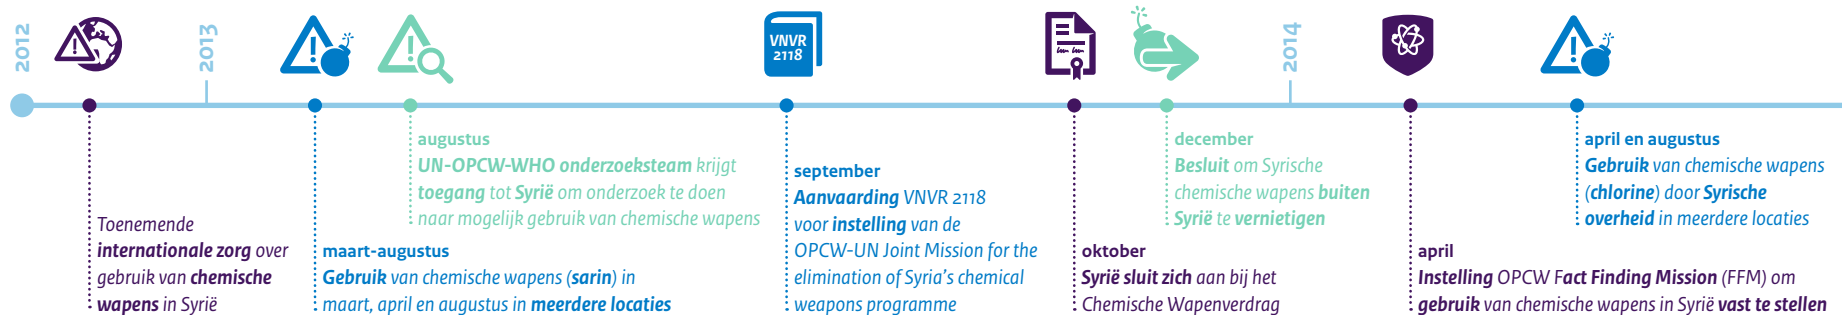 2012
Toenemende
internationale zorg over
gebruik van chemische
wapens in Syrië
2013
maart-augustus
Gebruik van chemische wapens (sarin) in
maart, april en augustus in meerdere locaties
augustus
UN-OPCW-WHO onderzoeksteam krijgt
toegang tot Syrië om onderzoek te doen
naar mogelijk gebruik van chemische wapens
VNVR
2118
september
Aanvaarding VNVR 2118
voor instelling van de
OPCW-UN Joint Mission for the
elimination of Syria's chemical
weapons programme
oktober
Syrië sluit zich aan bij het
Chemische Wapenverdrag
december
Besluit om Syrische
chemische wapens buiten
Syrië te vernietigen
2014
april
Instelling OPCW Fact Finding Mission (FFM) om
gebruik van chemische wapens in Syrië vast te stellen
april en augustus
Gebruik van chemische wapens
(chlorine) door Syrische
overheid in meerdere locaties